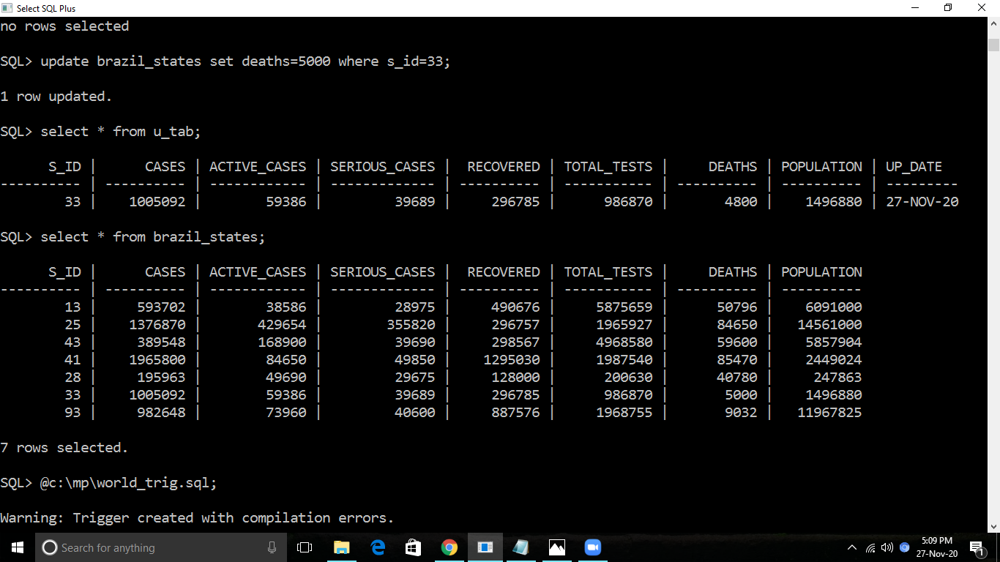 Select SQL Plus
no rows selected
SQL> update brazil_states set deaths=5000 where s_id=33;
1 row updated.
SQL> select * from u_tab;
S_ID | CASES | ACTIVE_CASES | SERIOUS_CASES | RECOVERED | TOTAL_TESTS | DEATHS | POPULATION | UP_DATE
---------- | ---------- | ------------ | ------------- | ---------- | ----------- | ---------- | ---------- | ---------
33 | 1005092 | 59386 | 39689 | 296785 | 986870 | 4800 | 1496880 | 27-NOV-20
SQL> select * from brazil_states;
S_ID | CASES | ACTIVE_CASES | SERIOUS_CASES | RECOVERED | TOTAL_TESTS | DEATHS | POPULATION
---------- | ---------- | ------------ | ------------- | ---------- | ----------- | ---------- | ----------
13 | 593702 | 38586 | 28975 | 490676 | 5875659 | 50796 | 6091000
25 | 1376870 | 429654 | 355820 | 296757 | 1965927 | 84650 | 14561000
43 | 389548 | 168900 | 39690 | 298567 | 4968580 | 59600 | 5857904
41 | 1965800 | 84650 | 49850 | 1295030 | 1987540 | 85470 | 2449024
28 | 195963 | 49690 | 29675 | 128000 | 200630 | 40780 | 247863
33 | 1005092 | 59386 | 39689 | 296785 | 986870 | 5000 | 1496880
93 | 982648 | 73960 | 40600 | 887576 | 1968755 | 9032 | 11967825
7 rows selected.
SQL> @c:\mp\world_trig.sql;
Warning: Trigger created with compilation errors.
Search for anything
5:09 PM
27-Nov-20
1